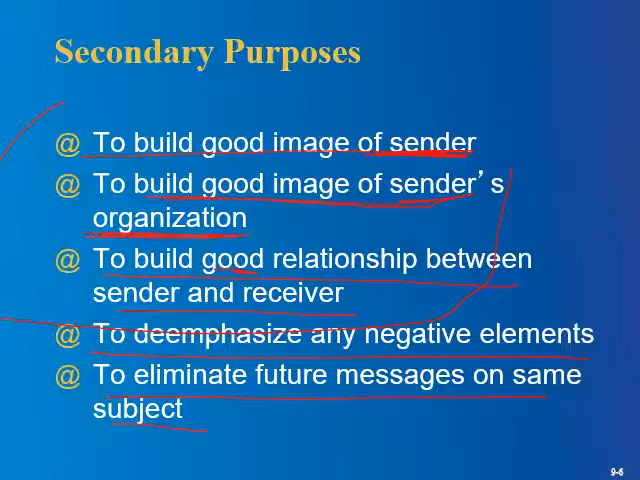 Secondary Purposes
@ To build good image of sender
@ To build good image of sender's
organization
@ To build good relationship between
sender and receiver
@ To deemphasize any negative elements
@ To eliminate future messages on same
subject
9-6